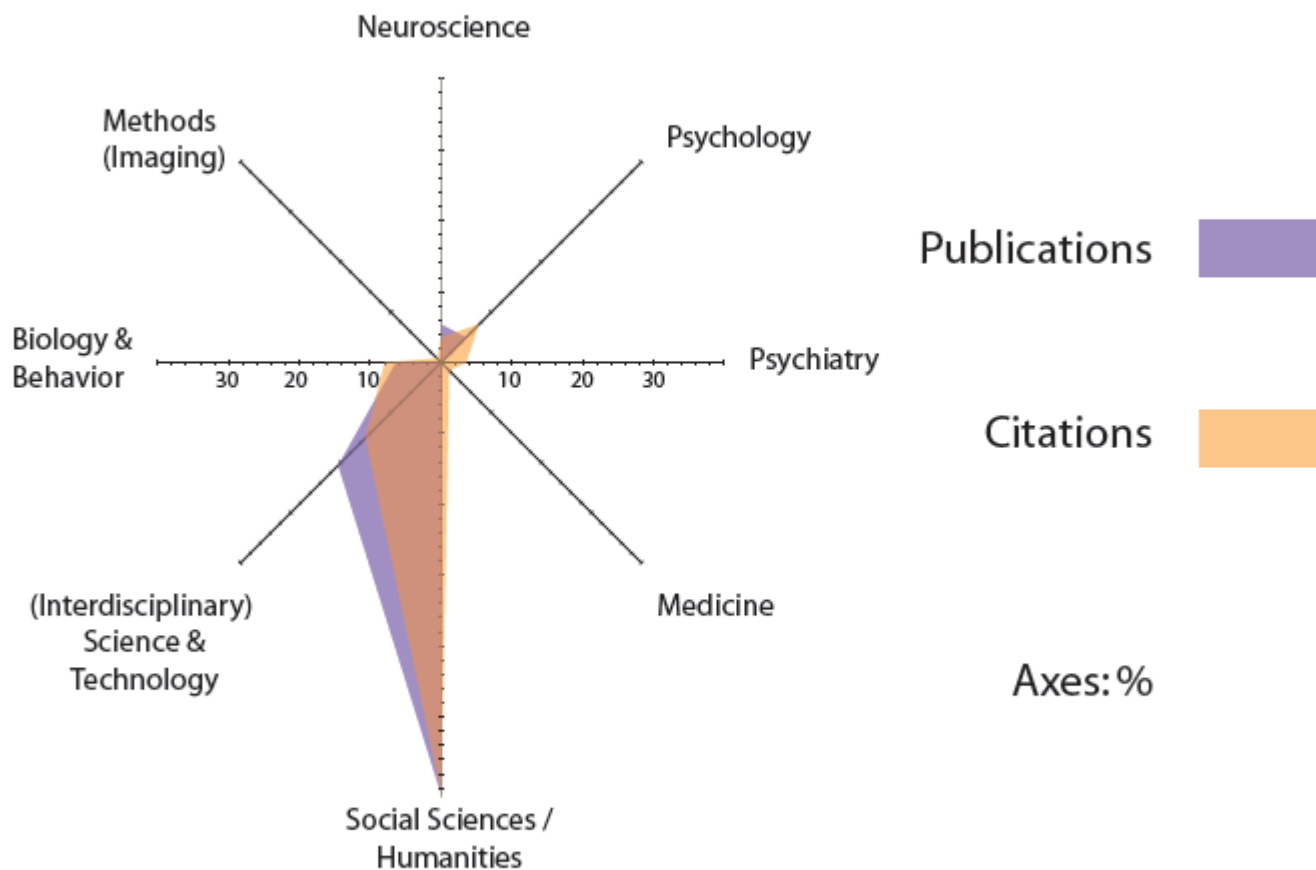 Neuroscience
Methods
(Imaging)
Psychology
Publications
Biology &
Behavior
30
20
10
10
30
Psychiatry
Citations
(Interdisciplinary)
Science &
Technology
Medicine
Axes: %
Social Sciences /
Humanities